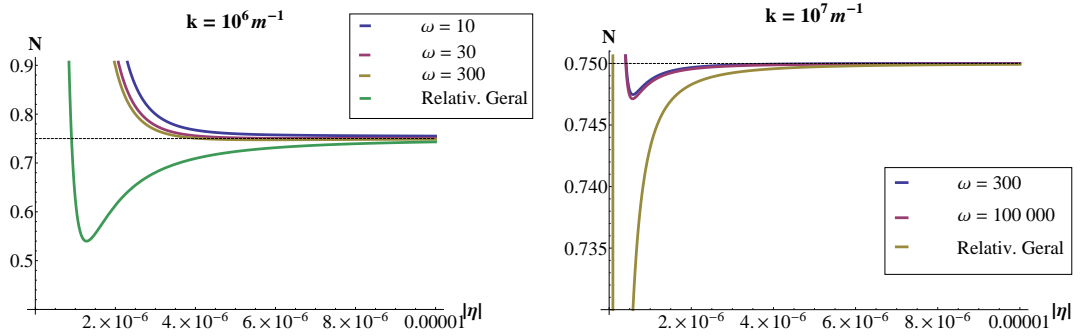 k = 10⁶ m⁻¹
N
ω = 10
ω = 30
ω = 300
Relativ. Geral
0.9
0.8
0.7
0.6
0.5
2.×10⁻⁶ 4.×10⁻⁶ 6.×10⁻⁶ 8.×10⁻⁶ 0.00001
|η|
k = 10⁷ m⁻¹
N
0.750
0.745
0.740
0.735
ω = 300
ω = 100 000
Relativ. Geral
2.×10⁻⁶ 4.×10⁻⁶ 6.×10⁻⁶ 8.×10⁻⁶ 0.00001
|η|